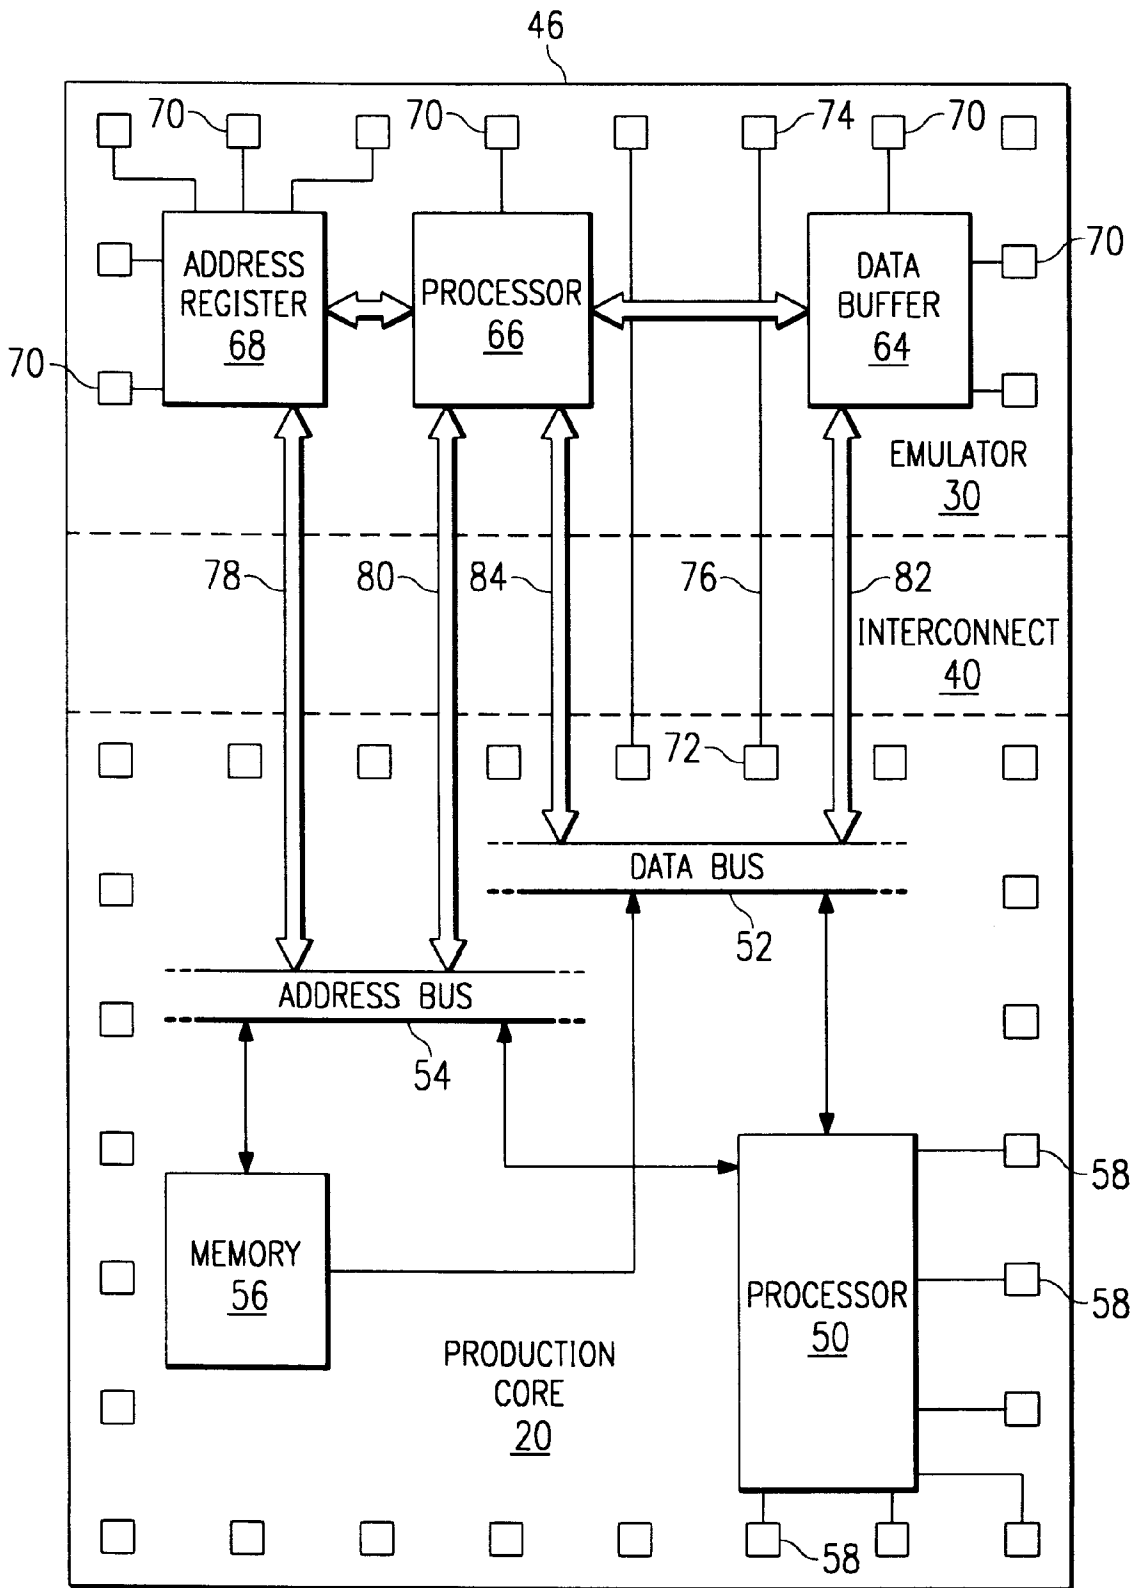 46
70
70
74
70
ADDRESS
REGISTER
68
PROCESSOR
66
DATA
BUFFER
64
70
70
EMULATOR
30
78
80
84
76
82
INTERCONNECT
40
72
DATA BUS
52
ADDRESS BUS
54
MEMORY
56
PROCESSOR
50
58
58
PRODUCTION
CORE
20
58